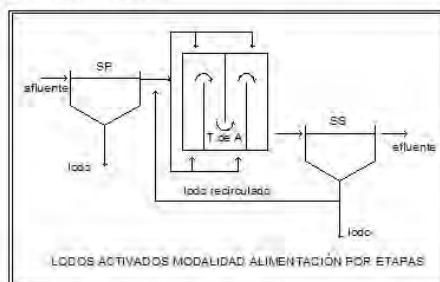 SP
afluente
T de A
SS
efluente
lodo
lodo recirculado
lodo
LODOS ACTIVADOS MODALIDAD ALIMENTACIÓN POR ETAPAS